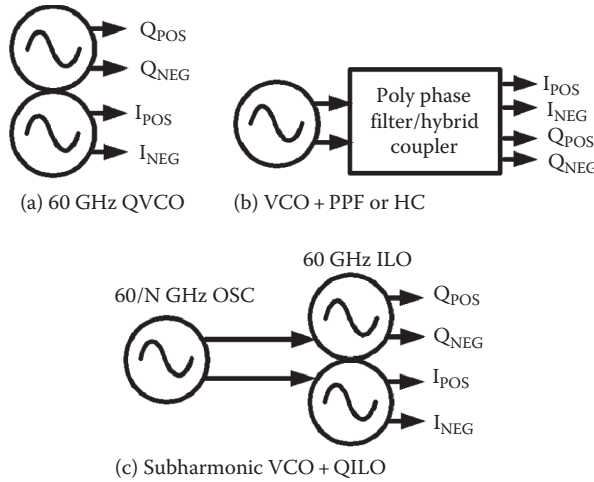 Q_POS
Q_NEG
I_POS
I_NEG
(a) 60 GHz QVCO
Poly phase
filter/hybrid
coupler
I_POS
I_NEG
Q_POS
Q_NEG
(b) VCO + PPF or HC
60 GHz ILO
60/N GHz OSC
Q_POS
Q_NEG
I_POS
I_NEG
(c) Subharmonic VCO + QILO